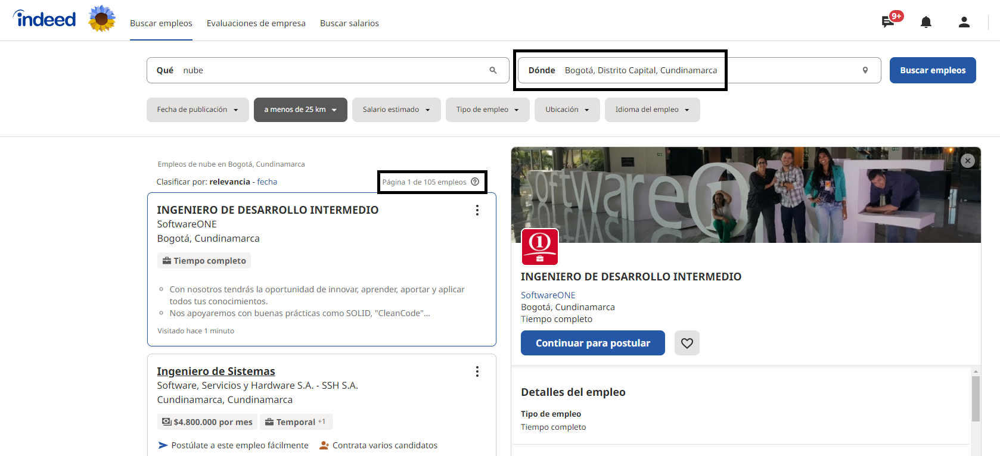 indeed
Buscar empleos
Evaluaciones de empresa
Buscar salarios
9+
Qué nube
Dónde Bogotá, Distrito Capital, Cundinamarca
Buscar empleos
Fecha de publicación
a menos de 25 km
Salario estimado
Tipo de empleo
Ubicación
Idioma del empleo
Empleos de nube en Bogotá, Cundinamarca
Clasificar por: relevancia - fecha
Página 1 de 105 empleos
INGENIERO DE DESARROLLO INTERMEDIO
SoftwareONE
Bogotá, Cundinamarca
Tiempo completo
Con nosotros tendrás la oportunidad de innovar, aprender, aportar y aplicar
todos tus conocimientos.
Nos apoyaremos con buenas prácticas como SOLID, "CleanCode"...
Visitado hace 1 minuto
Ingeniero de Sistemas
Software, Servicios y Hardware S.A. - SSH S.A.
Cundinamarca, Cundinamarca
$4.800.000 por mes
Temporal +1
Postúlate a este empleo fácilmente
Contrata varios candidatos
softwareONE
1
INGENIERO DE DESARROLLO INTERMEDIO
SoftwareONE
Bogotá, Cundinamarca
Tiempo completo
Continuar para postular
Detalles del empleo
Tipo de empleo
Tiempo completo